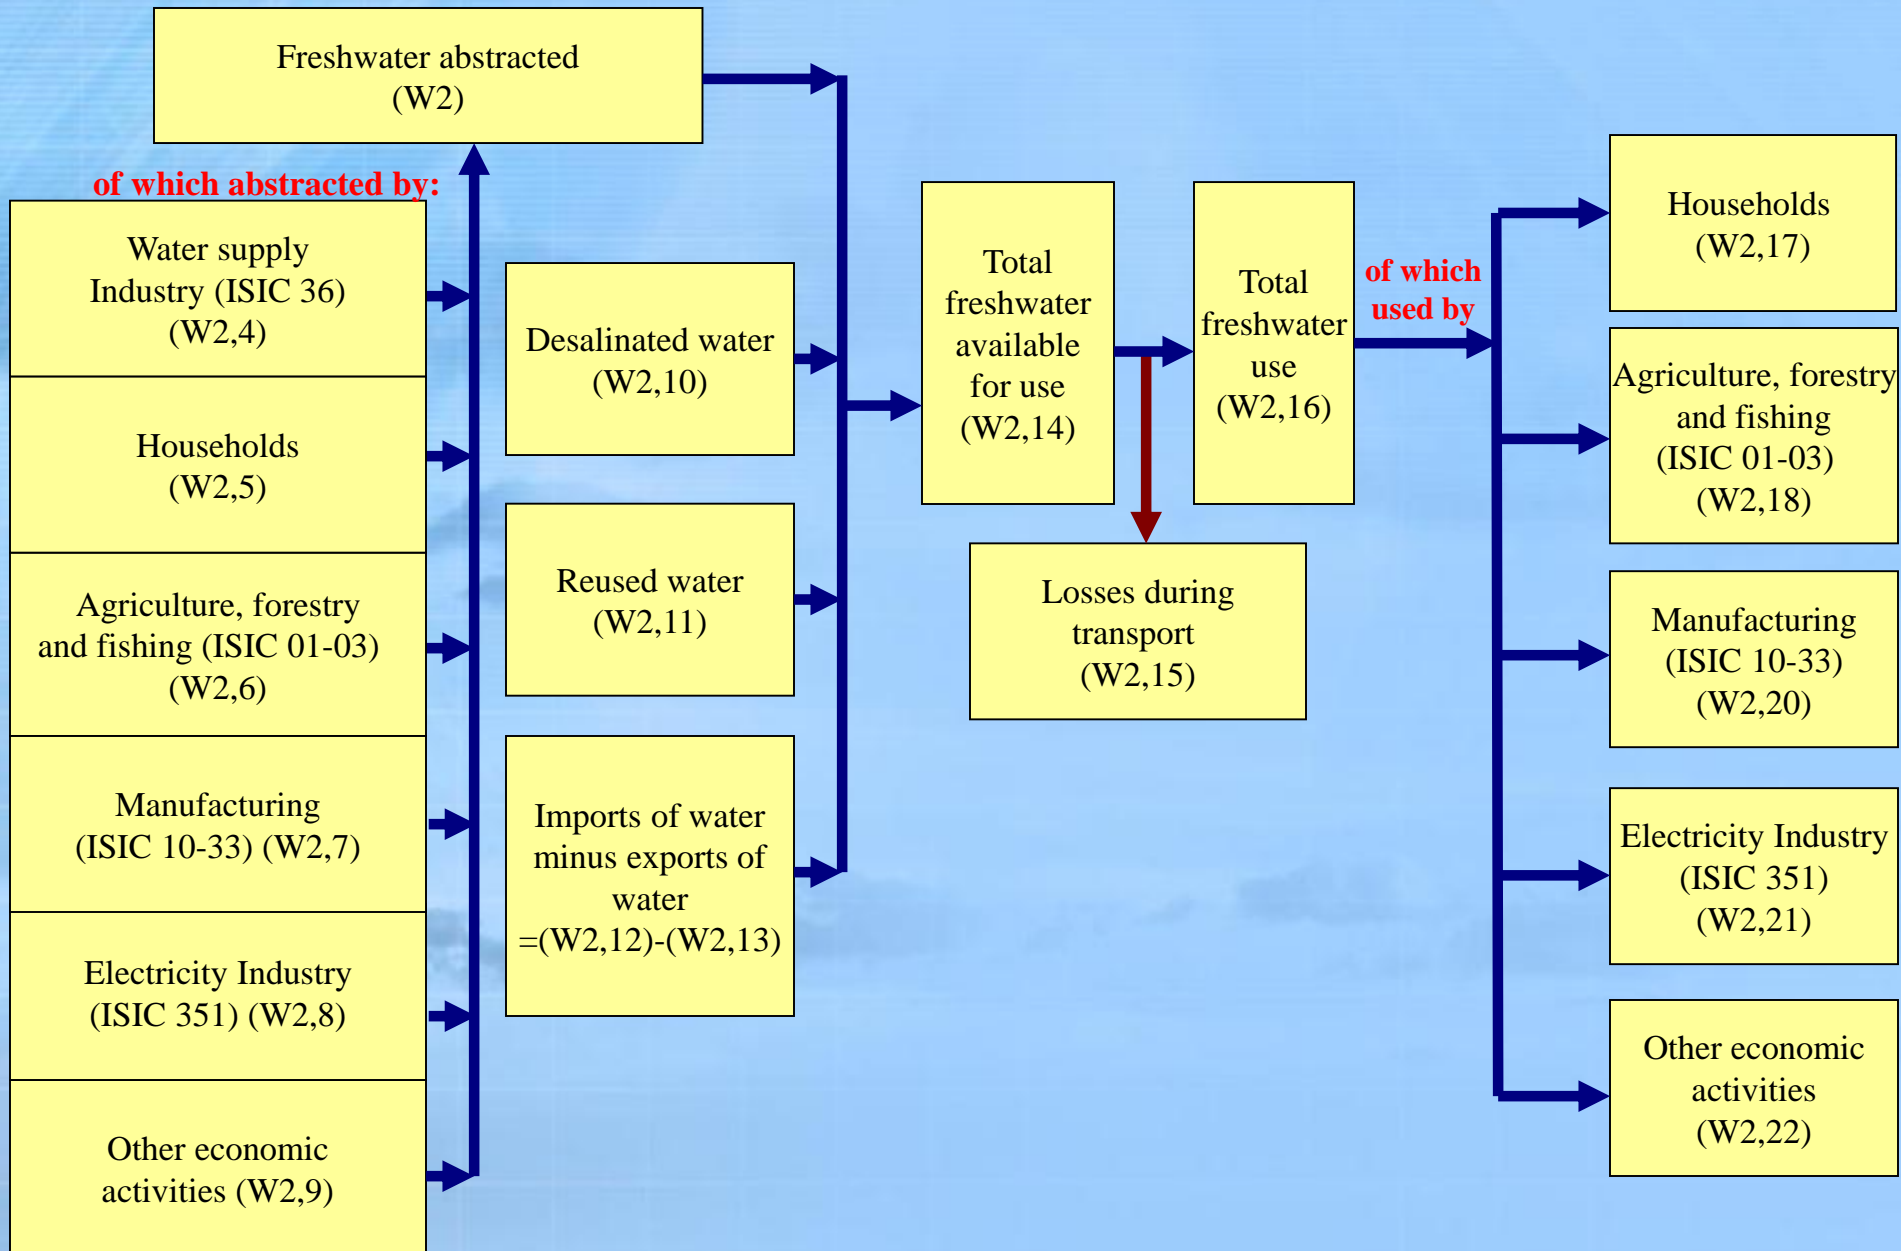 Freshwater abstracted
(W2)
of which abstracted by:
Water supply
Industry (ISIC 36)
(W2,4)
Households
(W2,5)
Agriculture, forestry
and fishing (ISIC 01-03)
(W2,6)
Manufacturing
(ISIC 10-33) (W2,7)
Electricity Industry
(ISIC 351) (W2,8)
Other economic
activities (W2,9)
Desalinated water
(W2,10)
Reused water
(W2,11)
Imports of water
minus exports of
water
=(W2,12)-(W2,13)
Total
freshwater
available
for use
(W2,14)
Losses during
transport
(W2,15)
Total
freshwater
use
(W2,16)
of which
used by
Households
(W2,17)
Agriculture, forestry
and fishing
(ISIC 01-03)
(W2,18)
Manufacturing
(ISIC 10-33)
(W2,20)
Electricity Industry
(ISIC 351)
(W2,21)
Other economic
activities
(W2,22)